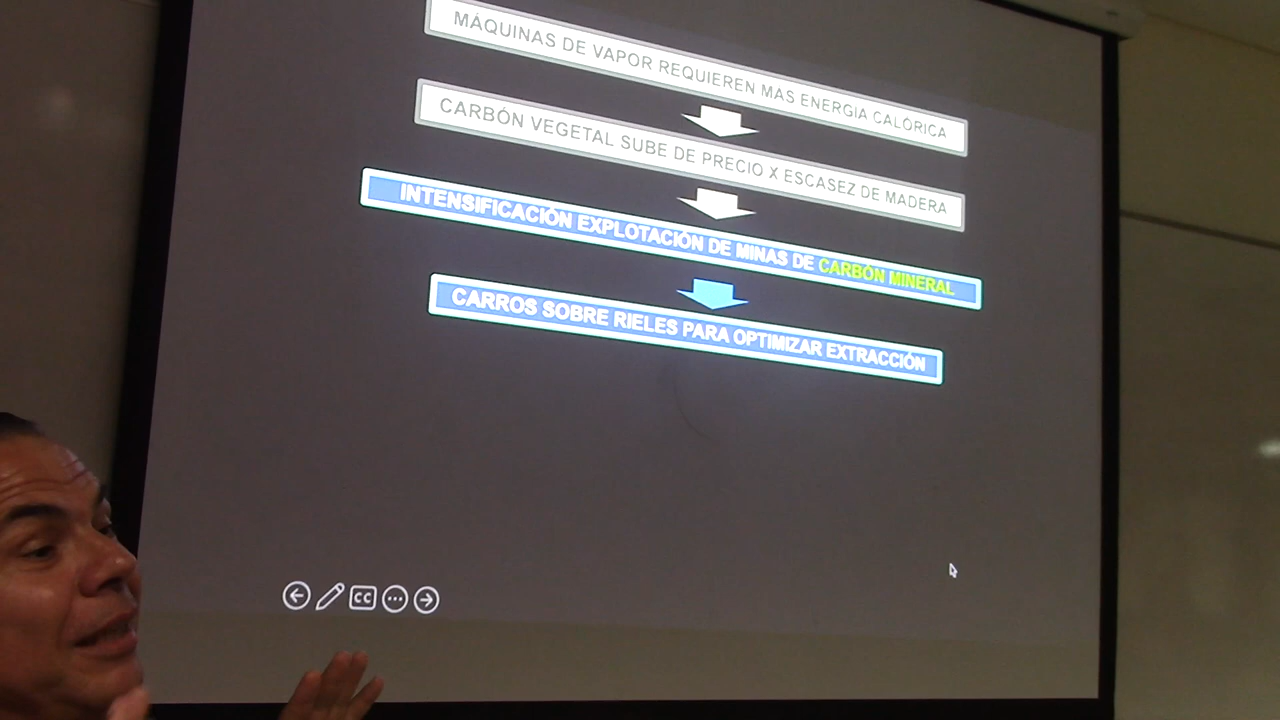 MÁQUINAS DE VAPOR REQUIEREN MAS ENERGIA CALÓRICA
CARBÓN VEGETAL SUBE DE PRECIO X ESCASEZ DE MADERA
INTENSIFICACIÓN EXPLOTACIÓN DE MINAS DE CARBÓN MINERAL
CARROS SOBRE RIELES PARA OPTIMIZAR EXTRACCIÓN
CC